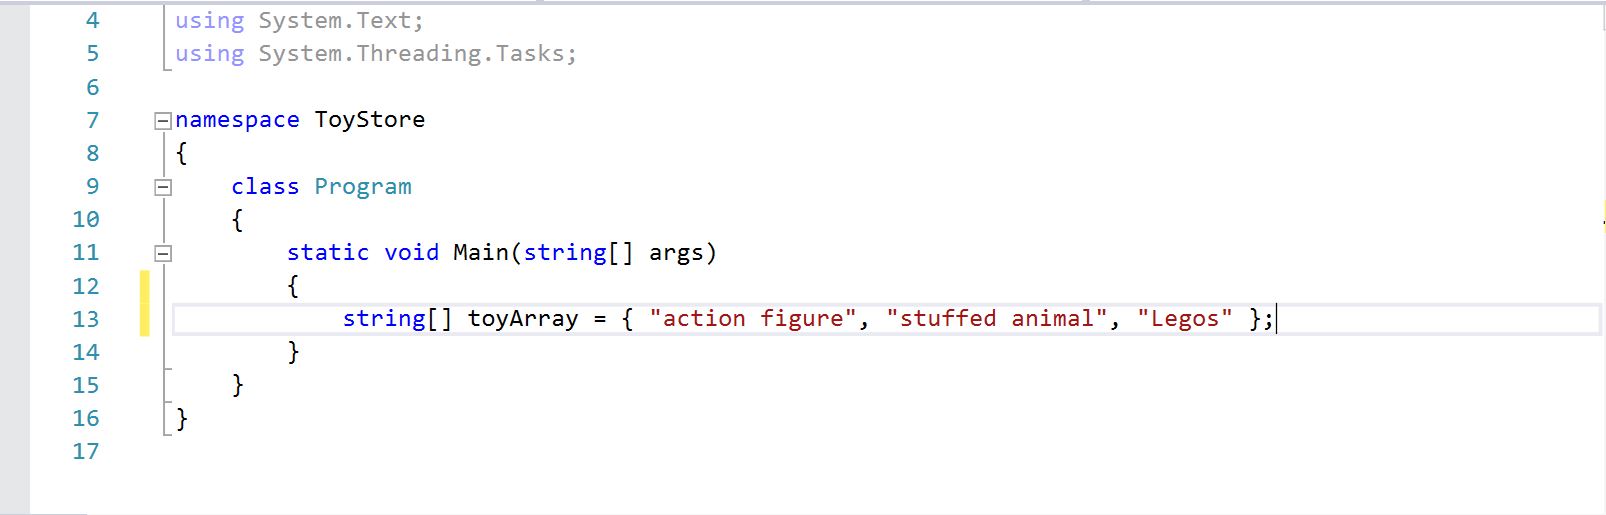 4 using System.Text;
5 using System.Threading.Tasks;
6
7 namespace ToyStore
8 {
9 class Program
10 {
11 static void Main(string[] args)
12 {
13 string[] toyArray = { "action figure", "stuffed animal", "Legos" };
14 }
15 }
16 }
17